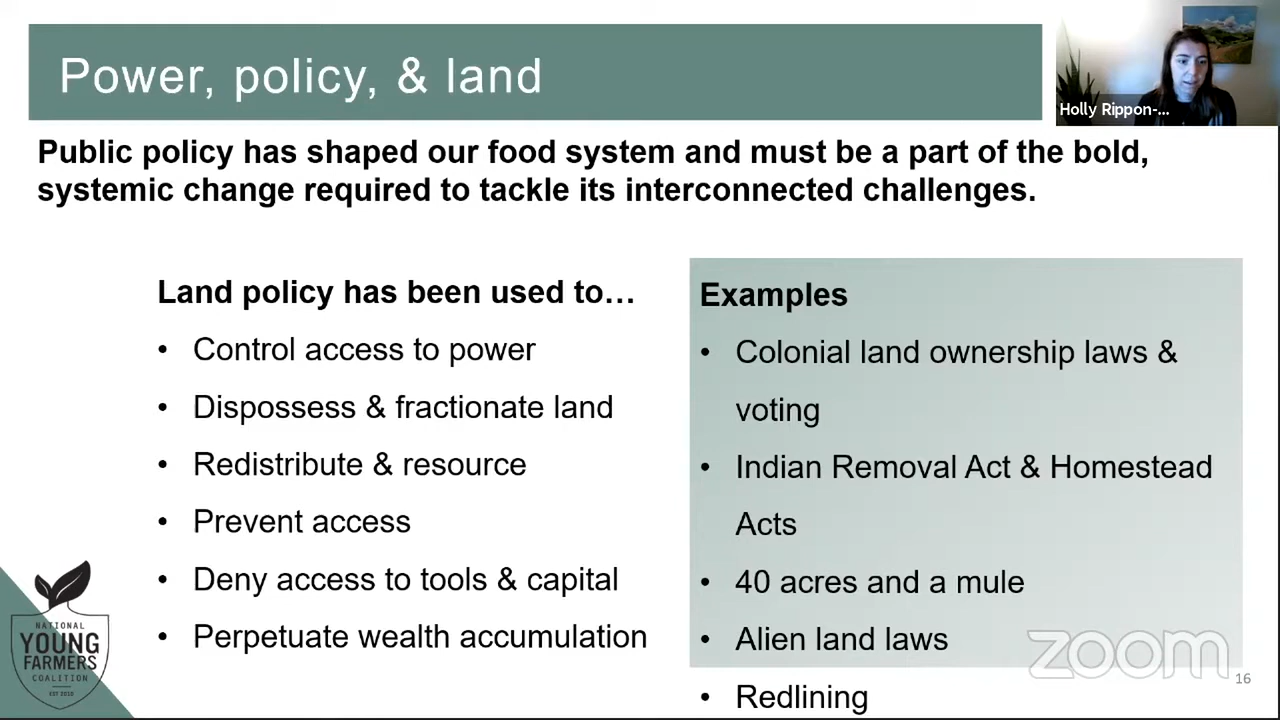 Power, policy, & land
Holly Rippon-...
Public policy has shaped our food system and must be a part of the bold,
systemic change required to tackle its interconnected challenges.
Land policy has been used to…
• Control access to power
• Dispossess & fractionate land
• Redistribute & resource
• Prevent access
• Deny access to tools & capital
• Perpetuate wealth accumulation
Examples
• Colonial land ownership laws &
voting
• Indian Removal Act & Homestead
Acts
• 40 acres and a mule
• Alien land laws
• Redlining
NATIONAL
YOUNG
FARMERS
COALITION
EST 2010
zoom
16